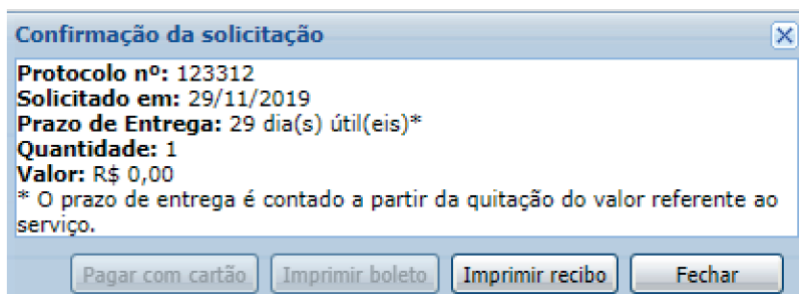 Confirmação da solicitação
Protocolo nº: 123312
Solicitado em: 29/11/2019
Prazo de Entrega: 29 dia(s) útil(eis)*
Quantidade: 1
Valor: R$ 0,00
* O prazo de entrega é contado a partir da quitação do valor referente ao
serviço.
Pagar com cartão Imprimir boleto Imprimir recibo Fechar